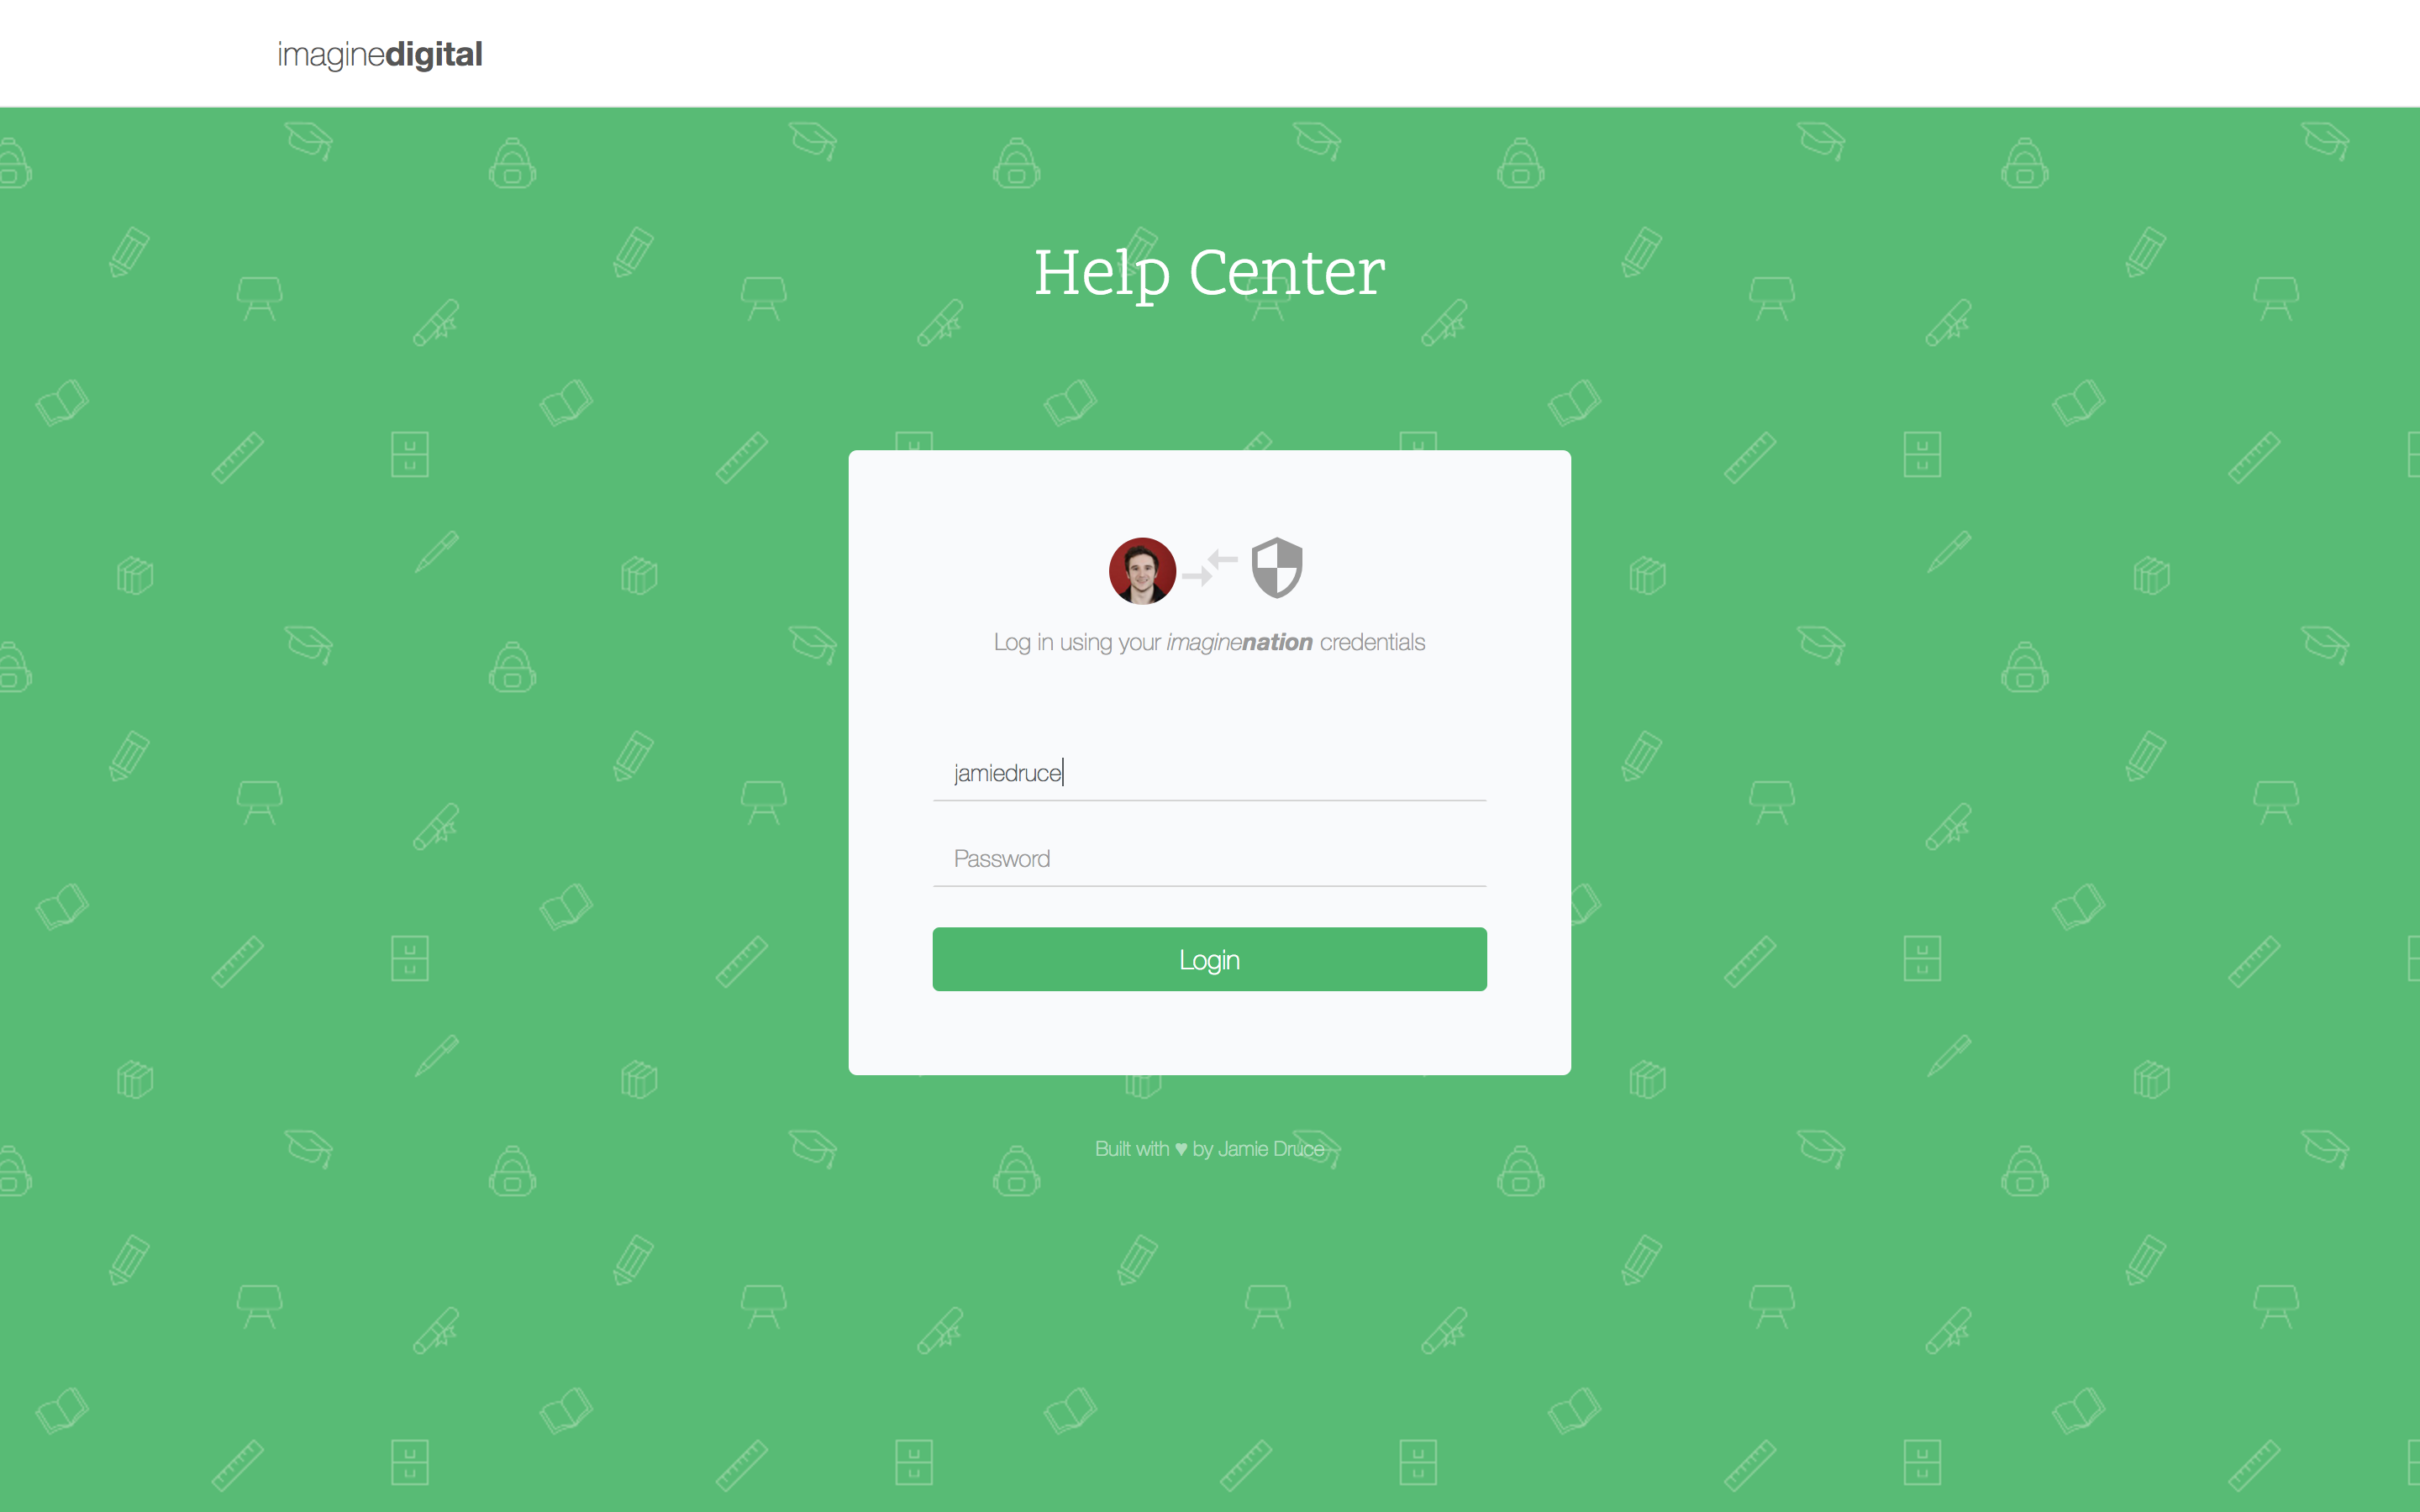 imaginedigital
Help Center
Log in using your imaginenation credentials
jamiedruce
Password
Login
Built with ♥ by Jamie Druce